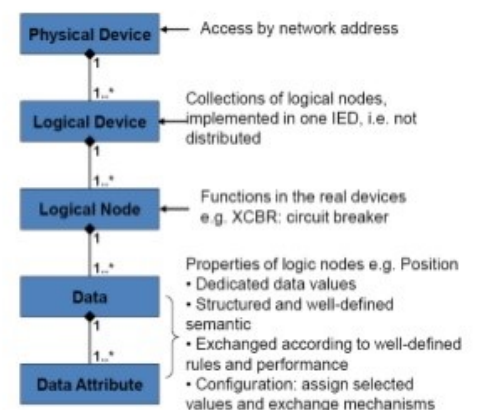 Physical Device
Access by network address
1
1..*
Logical Device
Collections of logical nodes,
implemented in one IED, i.e. not
distributed
1
1..*
Logical Node
Functions in the real devices
e.g. XCBR: circuit breaker
1
1..*
Data
Properties of logic nodes e.g. Position
• Dedicated data values
• Structured and well-defined
semantic
• Exchanged according to well-defined
rules and performance
• Configuration: assign selected
values and exchange mechanisms
1
1..*
Data Attribute